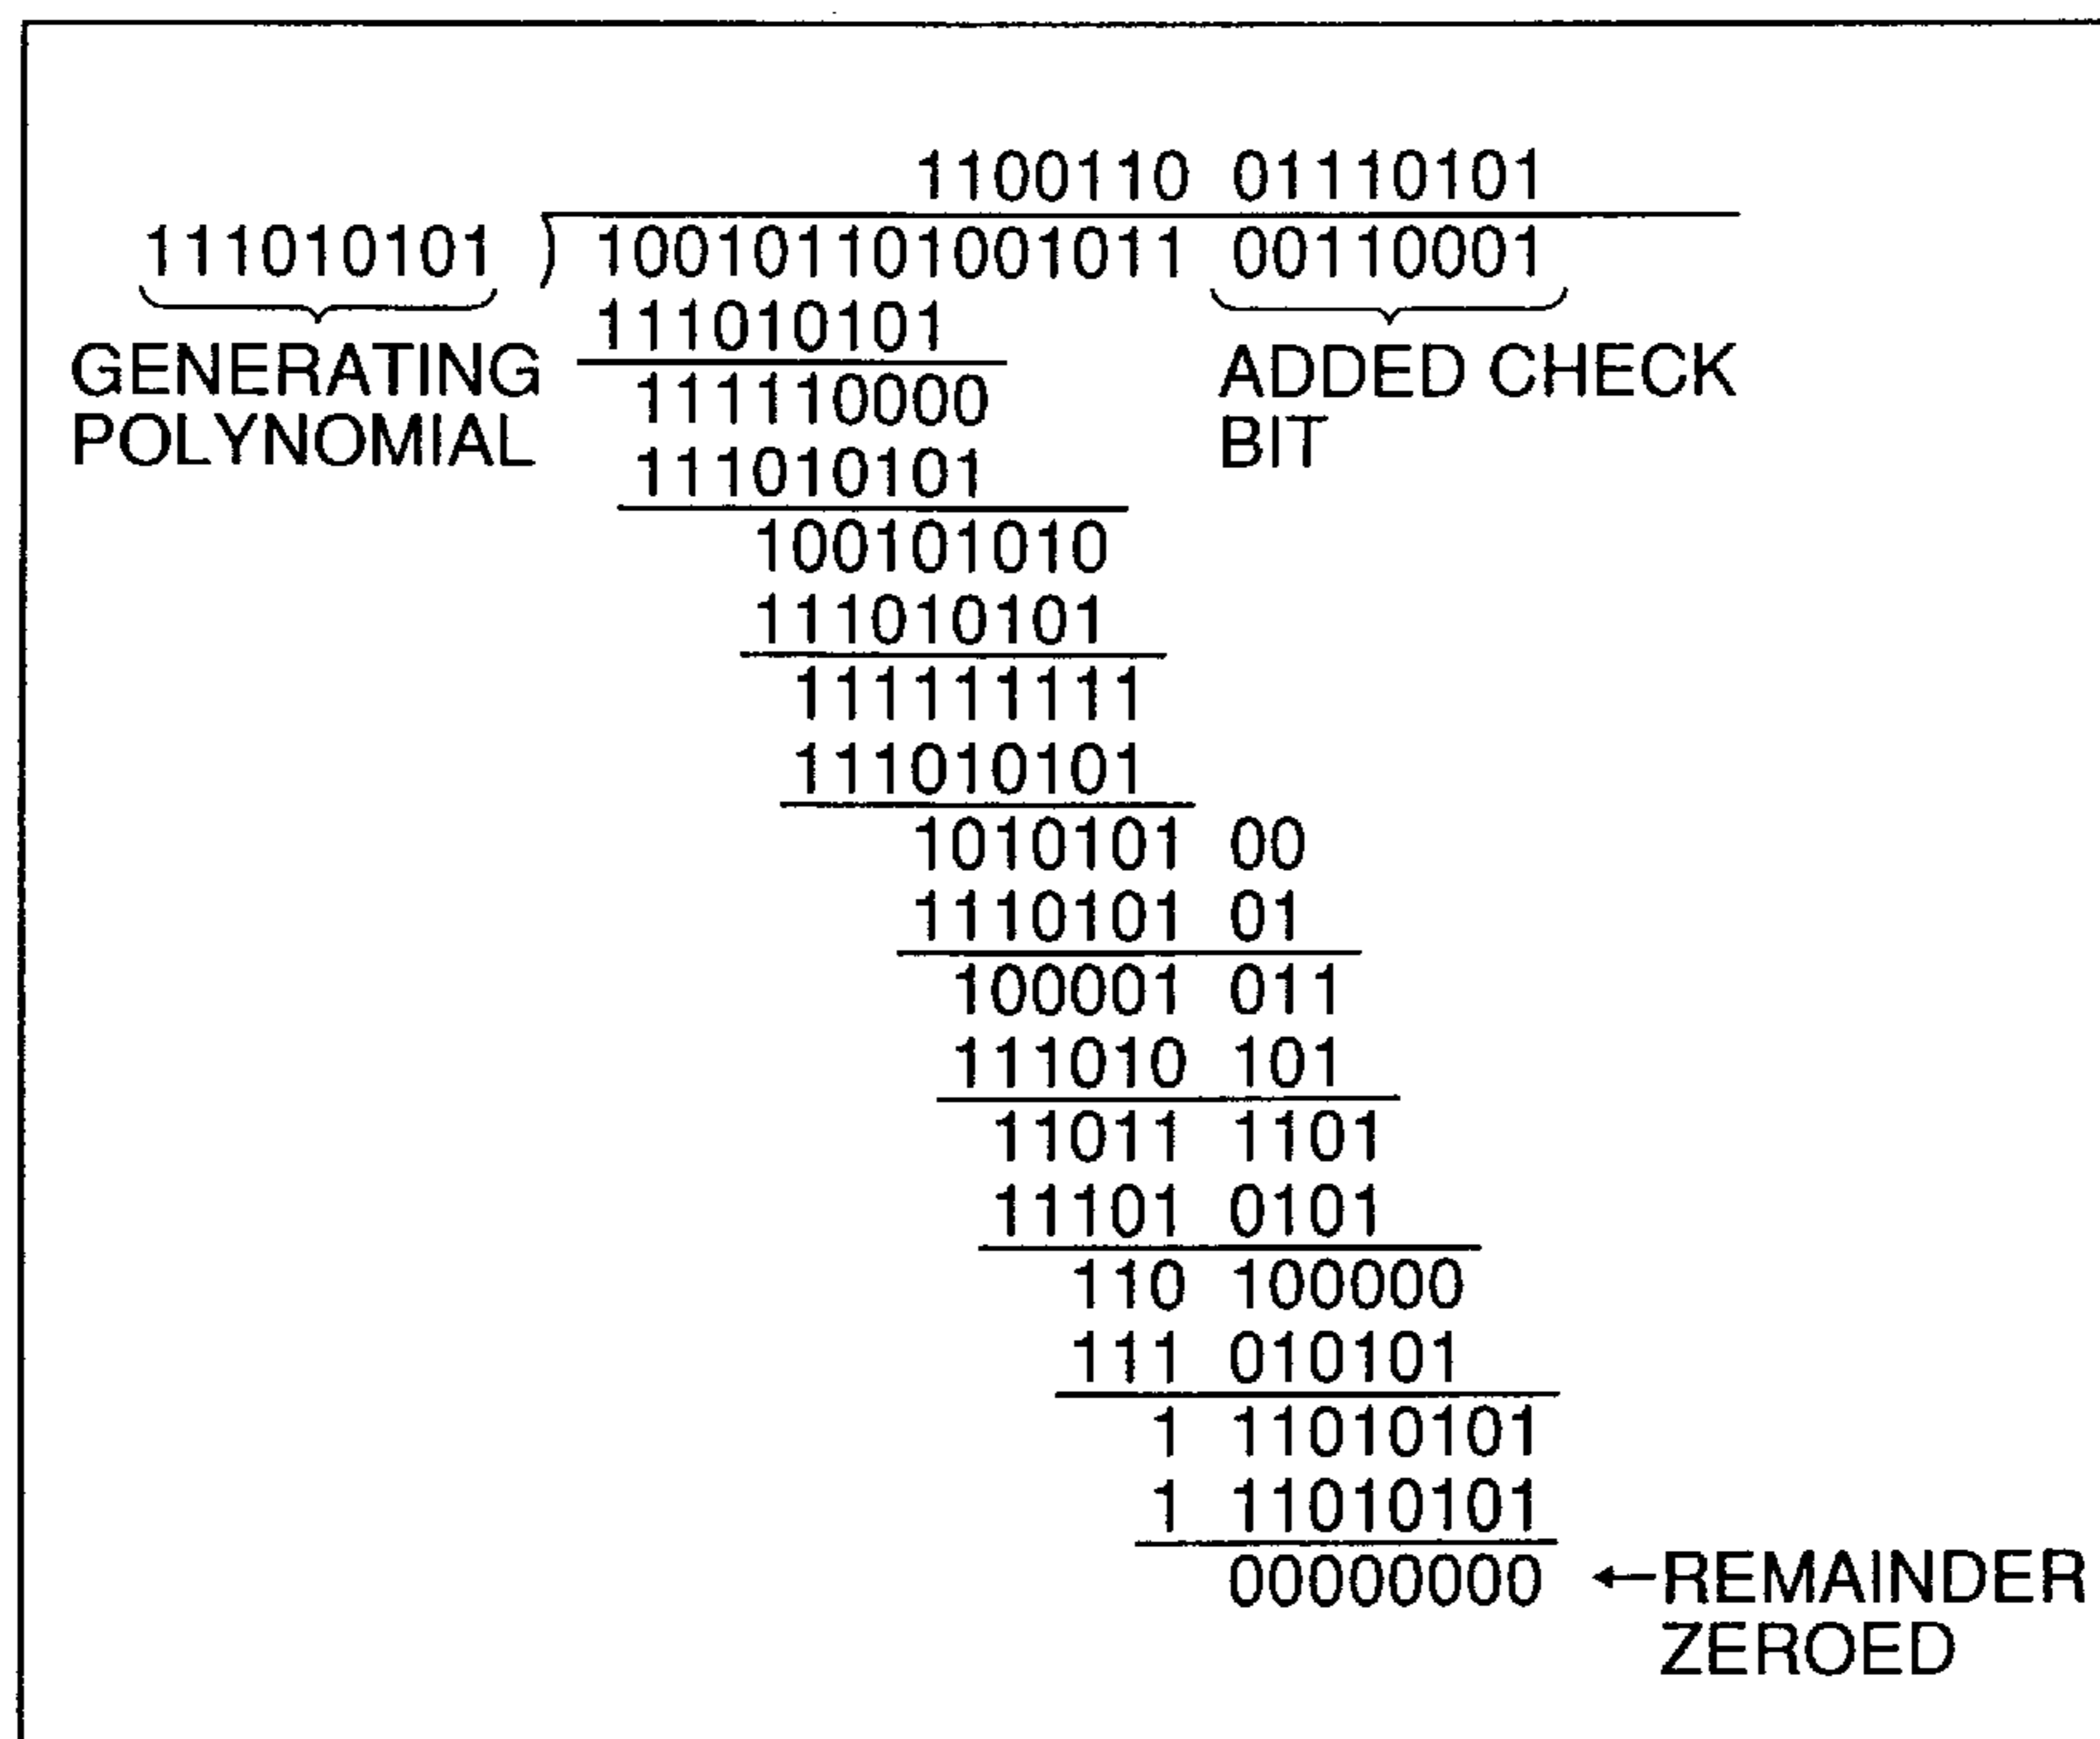 1100110 01110101
111010101 ) 100101101001011 00110001
111010101
GENERATING
POLYNOMIAL
ADDED CHECK
BIT
111110000
111010101
100101010
111010101
111111111
111010101
1010101 00
1110101 01
100001 011
111010 101
11011 1101
11101 0101
110 100000
111 010101
1 11010101
1 11010101
00000000 ←REMAINDER
ZEROED